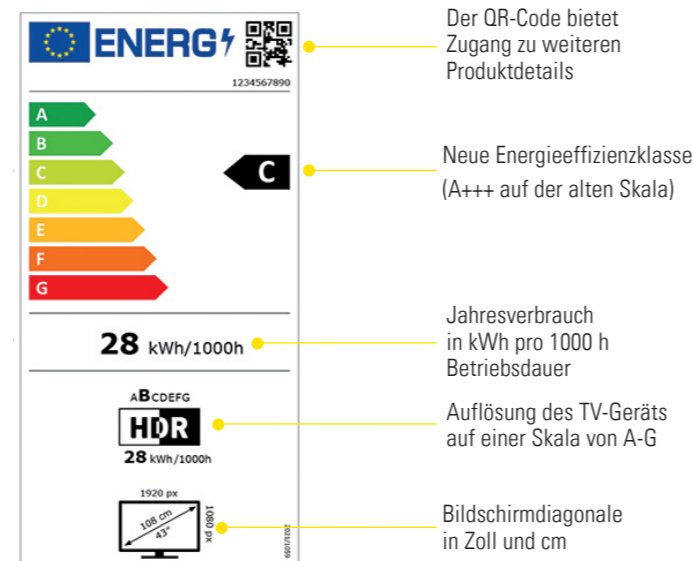 ENERG
1234567890
Der QR-Code bietet
Zugang zu weiteren
Produktdetails
A
B
C
D
E
F
G
C
Neue Energieeffizienzklasse
(A+++ auf der alten Skala)
28 kWh/1000h
Jahresverbrauch
in kWh pro 1000 h
Betriebsdauer
ABCDEFG
HDR
28 kWh/1000h
Auflösung des TV-Geräts
auf einer Skala von A-G
1920 px
108 cm
43"
1080 px
2021/1059
Bildschirmdiagonale
in Zoll und cm